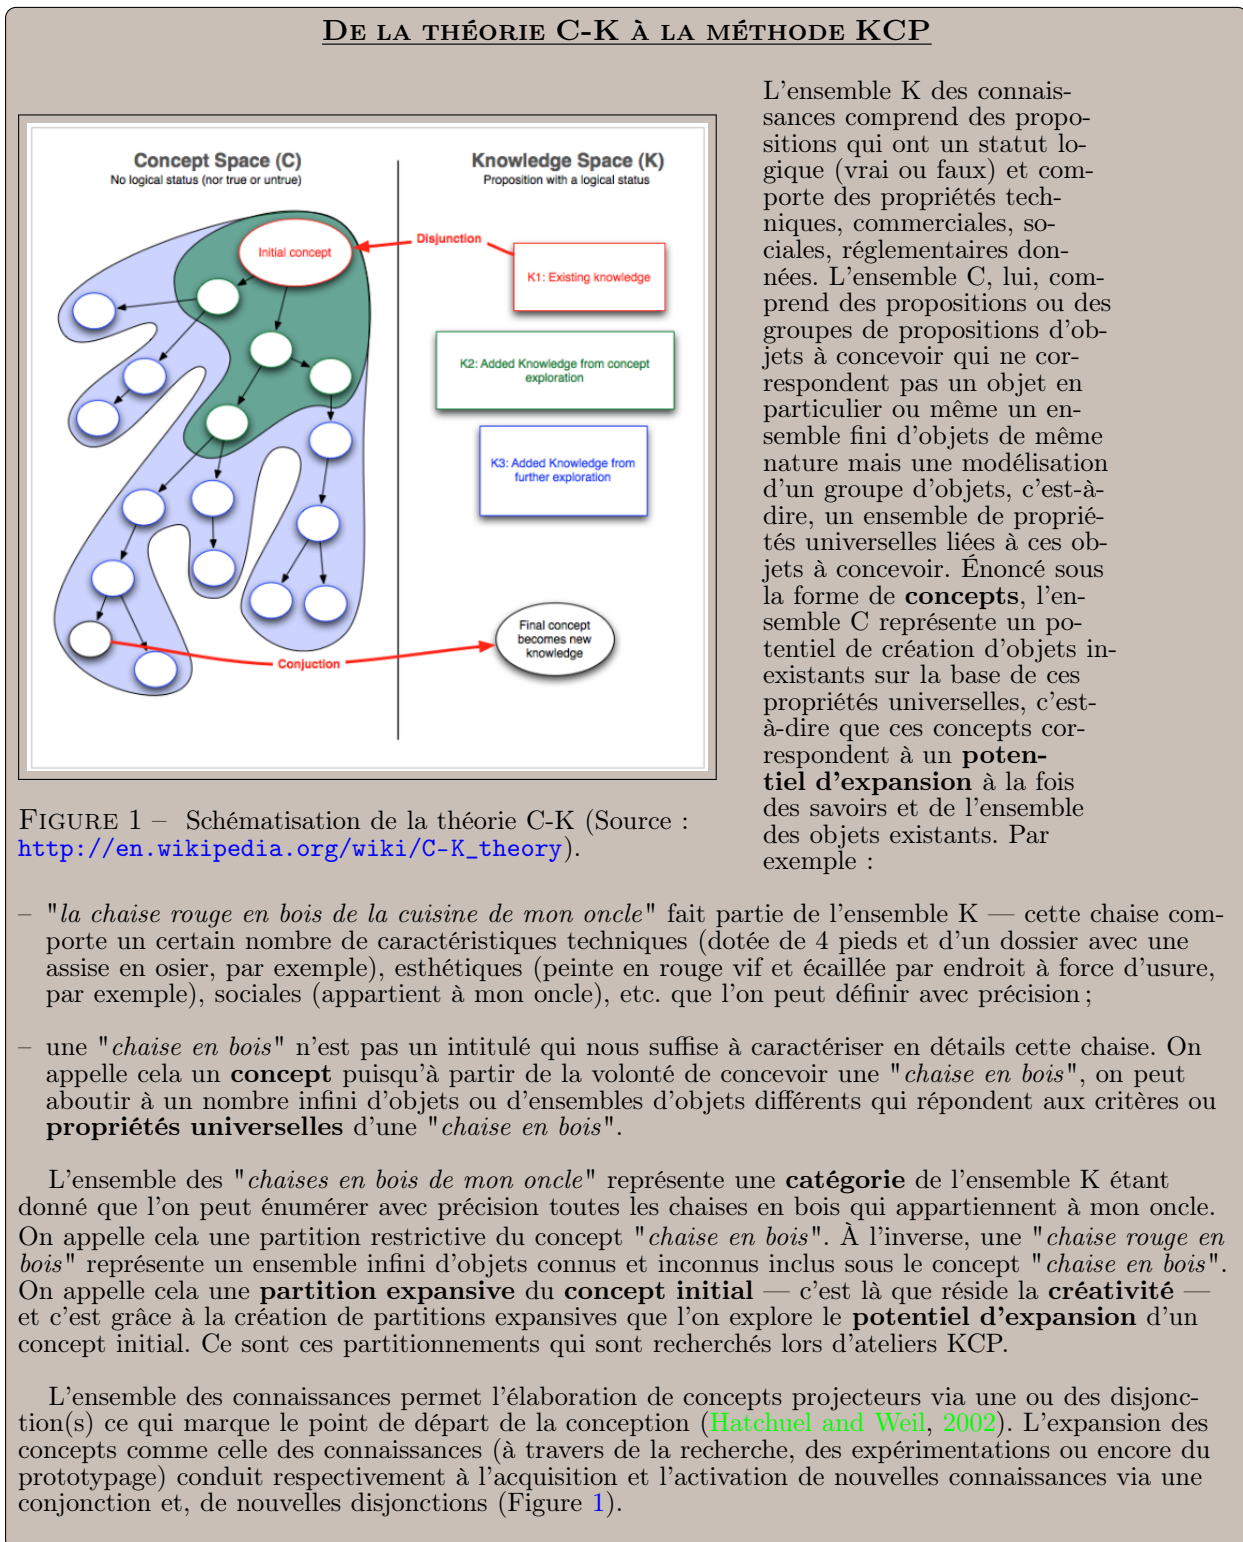 De la théorie C-K à la méthode KCP
Concept Space (C)
No logical status (nor true or untrue)
Knowledge Space (K)
Proposition with a logical status
Initial concept
Disjunction
K1: Existing knowledge
K2: Added Knowledge from concept
exploration
K3: Added Knowledge from
further exploration
Final concept
becomes new
knowledge
Conjuction
Figure 1 – Schématisation de la théorie C-K (Source :
http://en.wikipedia.org/wiki/C-K_theory).
L'ensemble K des connais-
sances comprend des propo-
sitions qui ont un statut lo-
gique (vrai ou faux) et com-
porte des propriétés tech-
niques, commerciales, so-
ciales, réglementaires don-
nées. L'ensemble C, lui, com-
prend des propositions ou des
groupes de propositions d'ob-
jets à concevoir qui ne cor-
respondent pas un objet en
particulier ou même un en-
semble fini d'objets de même
nature mais une modélisation
d'un groupe d'objets, c'est-à-
dire, un ensemble de proprié-
tés universelles liées à ces ob-
jets à concevoir. Énoncé sous
la forme de concepts, l'en-
semble C représente un po-
tentiel de création d'objets in-
existants sur la base de ces
propriétés universelles, c'est-
à-dire que ces concepts cor-
respondent à un poten-
tiel d'expansion à la fois
des savoirs et de l'ensemble
des objets existants. Par
exemple :
– "la chaise rouge en bois de la cuisine de mon oncle" fait partie de l'ensemble K — cette chaise com-
porte un certain nombre de caractéristiques techniques (dotée de 4 pieds et d'un dossier avec une
assise en osier, par exemple), esthétiques (peinte en rouge vif et écaillée par endroit à force d'usure,
par exemple), sociales (appartient à mon oncle), etc. que l'on peut définir avec précision ;
– une "chaise en bois" n'est pas un intitulé qui nous suffise à caractériser en détails cette chaise. On
appelle cela un concept puisqu'à partir de la volonté de concevoir une "chaise en bois", on peut
aboutir à un nombre infini d'objets ou d'ensembles d'objets différents qui répondent aux critères ou
propriétés universelles d'une "chaise en bois".
L'ensemble des "chaises en bois de mon oncle" représente une catégorie de l'ensemble K étant
donné que l'on peut énumérer avec précision toutes les chaises en bois qui appartiennent à mon oncle.
On appelle cela une partition restrictive du concept "chaise en bois". À l'inverse, une "chaise rouge en
bois" représente un ensemble infini d'objets connus et inconnus inclus sous le concept "chaise en bois".
On appelle cela une partition expansive du concept initial — c'est là que réside la créativité —
et c'est grâce à la création de partitions expansives que l'on explore le potentiel d'expansion d'un
concept initial. Ce sont ces partitionnements qui sont recherchés lors d'ateliers KCP.
L'ensemble des connaissances permet l'élaboration de concepts projecteurs via une ou des disjonc-
tion(s) ce qui marque le point de départ de la conception (Hatchuel and Weil, 2002). L'expansion des
concepts comme celle des connaissances (à travers de la recherche, des expérimentations ou encore du
prototypage) conduit respectivement à l'acquisition et l'activation de nouvelles connaissances via une
conjonction et, de nouvelles disjonctions (Figure 1).